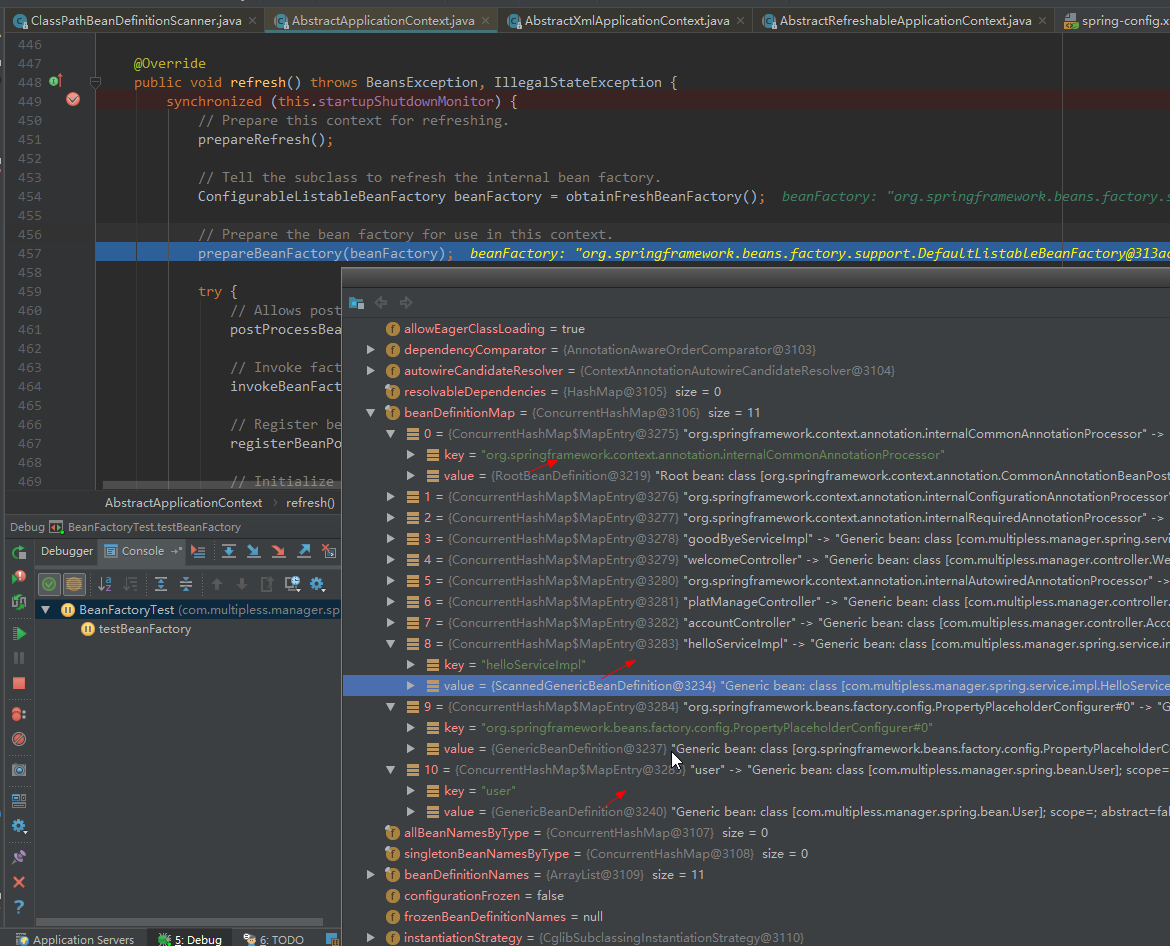 ClassPathBeanDefinitionScanner.java × AbstractApplicationContext.java × AbstractXmlApplicationContext.java × AbstractRefreshableApplicationContext.java × spring-config.x
446
447 @Override
448 public void refresh() throws BeansException, IllegalStateException {
449 synchronized (this.startupShutdownMonitor) {
450 // Prepare this context for refreshing.
451 prepareRefresh();
452
453 // Tell the subclass to refresh the internal bean factory.
454 ConfigurableListableBeanFactory beanFactory = obtainFreshBeanFactory(); beanFactory: "org.springframework.beans.factory.s
455
456 // Prepare the bean factory for use in this context.
457 prepareBeanFactory(beanFactory); beanFactory: "org.springframework.beans.factory.support.DefaultListableBeanFactory@313ac
458
459 try {
460 // Allows post
461 postProcessBea
462
463 // Invoke fact
464 invokeBeanFact
465
466 // Register be
467 registerBeanPo
468
469 // Initialize
AbstractApplicationContext › refresh()
allowEagerClassLoading = true
dependencyComparator = {AnnotationAwareOrderComparator@3103}
autowireCandidateResolver = {ContextAnnotationAutowireCandidateResolver@3104}
resolvableDependencies = {HashMap@3105} size = 0
beanDefinitionMap = {ConcurrentHashMap@3106} size = 11
0 = {ConcurrentHashMap$MapEntry@3275} "org.springframework.context.annotation.internalCommonAnnotationProcessor" ->
key = "org.springframework.context.annotation.internalCommonAnnotationProcessor"
value = {RootBeanDefinition@3219} "Root bean: class [org.springframework.context.annotation.CommonAnnotationBeanPost
1 = {ConcurrentHashMap$MapEntry@3276} "org.springframework.context.annotation.internalConfigurationAnnotationProcessor"
2 = {ConcurrentHashMap$MapEntry@3277} "org.springframework.context.annotation.internalRequiredAnnotationProcessor" ->
3 = {ConcurrentHashMap$MapEntry@3278} "goodByeServiceImpl" -> "Generic bean: class [com.multipless.manager.spring.servi
4 = {ConcurrentHashMap$MapEntry@3279} "welcomeController" -> "Generic bean: class [com.multipless.manager.controller.We
5 = {ConcurrentHashMap$MapEntry@3280} "org.springframework.context.annotation.internalAutowiredAnnotationProcessor" ->
6 = {ConcurrentHashMap$MapEntry@3281} "platManageController" -> "Generic bean: class [com.multipless.manager.controller.
7 = {ConcurrentHashMap$MapEntry@3282} "accountController" -> "Generic bean: class [com.multipless.manager.controller.Acco
8 = {ConcurrentHashMap$MapEntry@3283} "helloServiceImpl" -> "Generic bean: class [com.multipless.manager.spring.service.im
key = "helloServiceImpl"
value = {ScannedGenericBeanDefinition@3234} "Generic bean: class [com.multipless.manager.spring.service.impl.HelloService
9 = {ConcurrentHashMap$MapEntry@3284} "org.springframework.beans.factory.config.PropertyPlaceholderConfigurer#0" -> "G
key = "org.springframework.beans.factory.config.PropertyPlaceholderConfigurer#0"
value = {GenericBeanDefinition@3237} "Generic bean: class [org.springframework.beans.factory.config.PropertyPlaceholderC
10 = {ConcurrentHashMap$MapEntry@3285} "user" -> "Generic bean: class [com.multipless.manager.spring.bean.User]; scope=
key = "user"
value = {GenericBeanDefinition@3240} "Generic bean: class [com.multipless.manager.spring.bean.User]; scope=; abstract=fal
allBeanNamesByType = {ConcurrentHashMap@3107} size = 0
singletonBeanNamesByType = {ConcurrentHashMap@3108} size = 0
beanDefinitionNames = {ArrayList@3109} size = 11
configurationFrozen = false
frozenBeanDefinitionNames = null
instantiationStrategy = {CglibSubclassingInstantiationStrategy@3110}
Debug BeanFactoryTest.testBeanFactory
Debugger Console
BeanFactoryTest (com.multipless.manager.sp
testBeanFactory
Application Servers 5: Debug 6: TODO